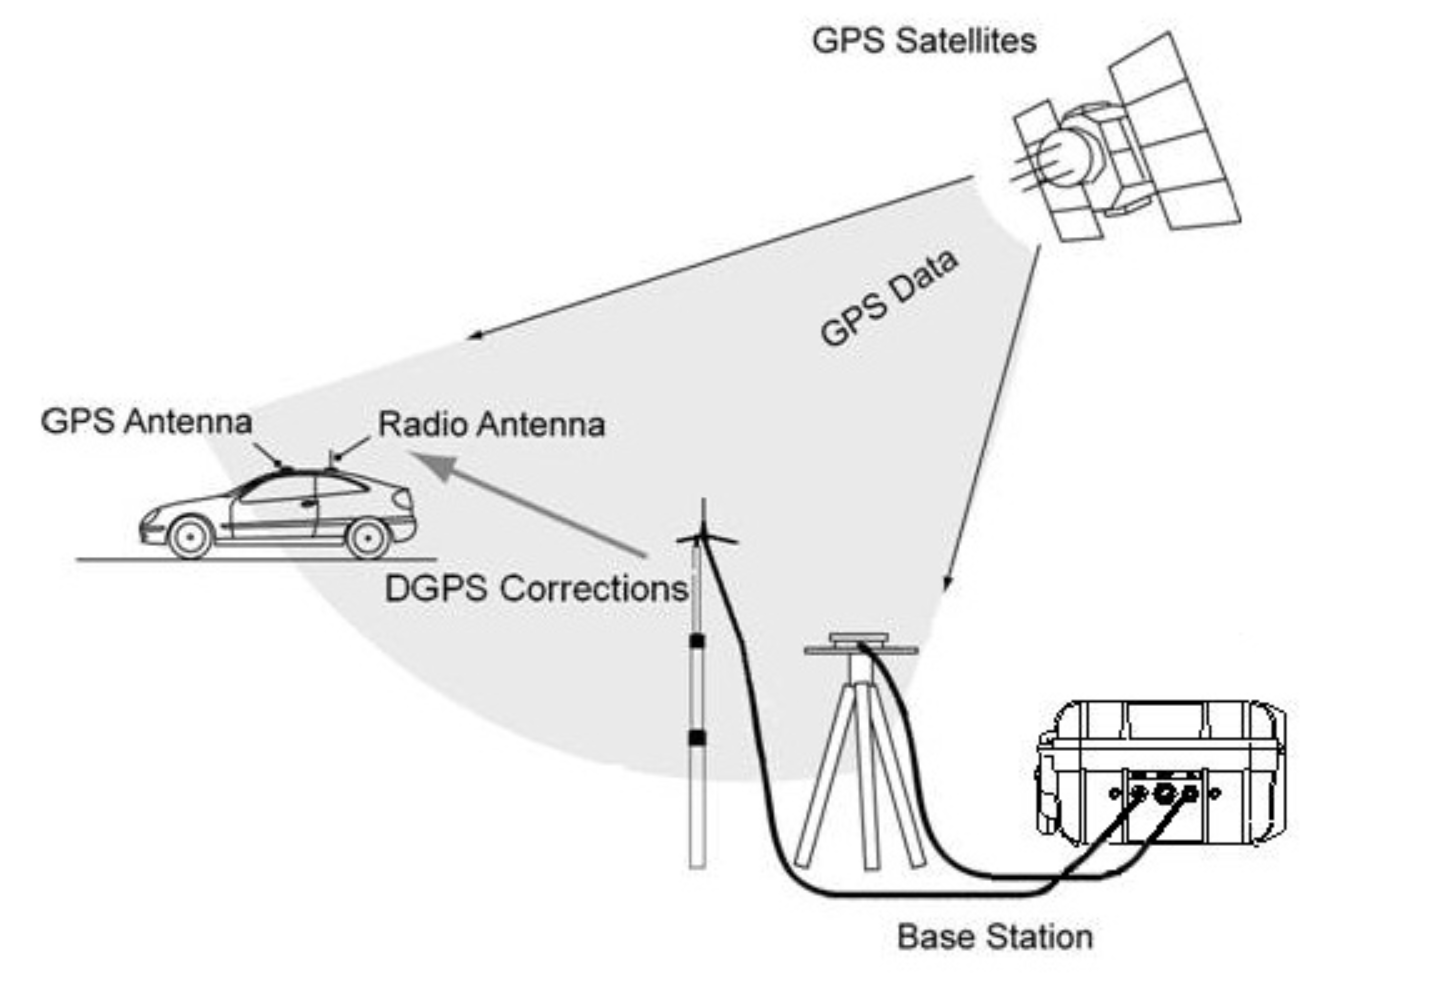 GPS Satellites
GPS Data
GPS Antenna
Radio Antenna
DGPS Corrections
Base Station